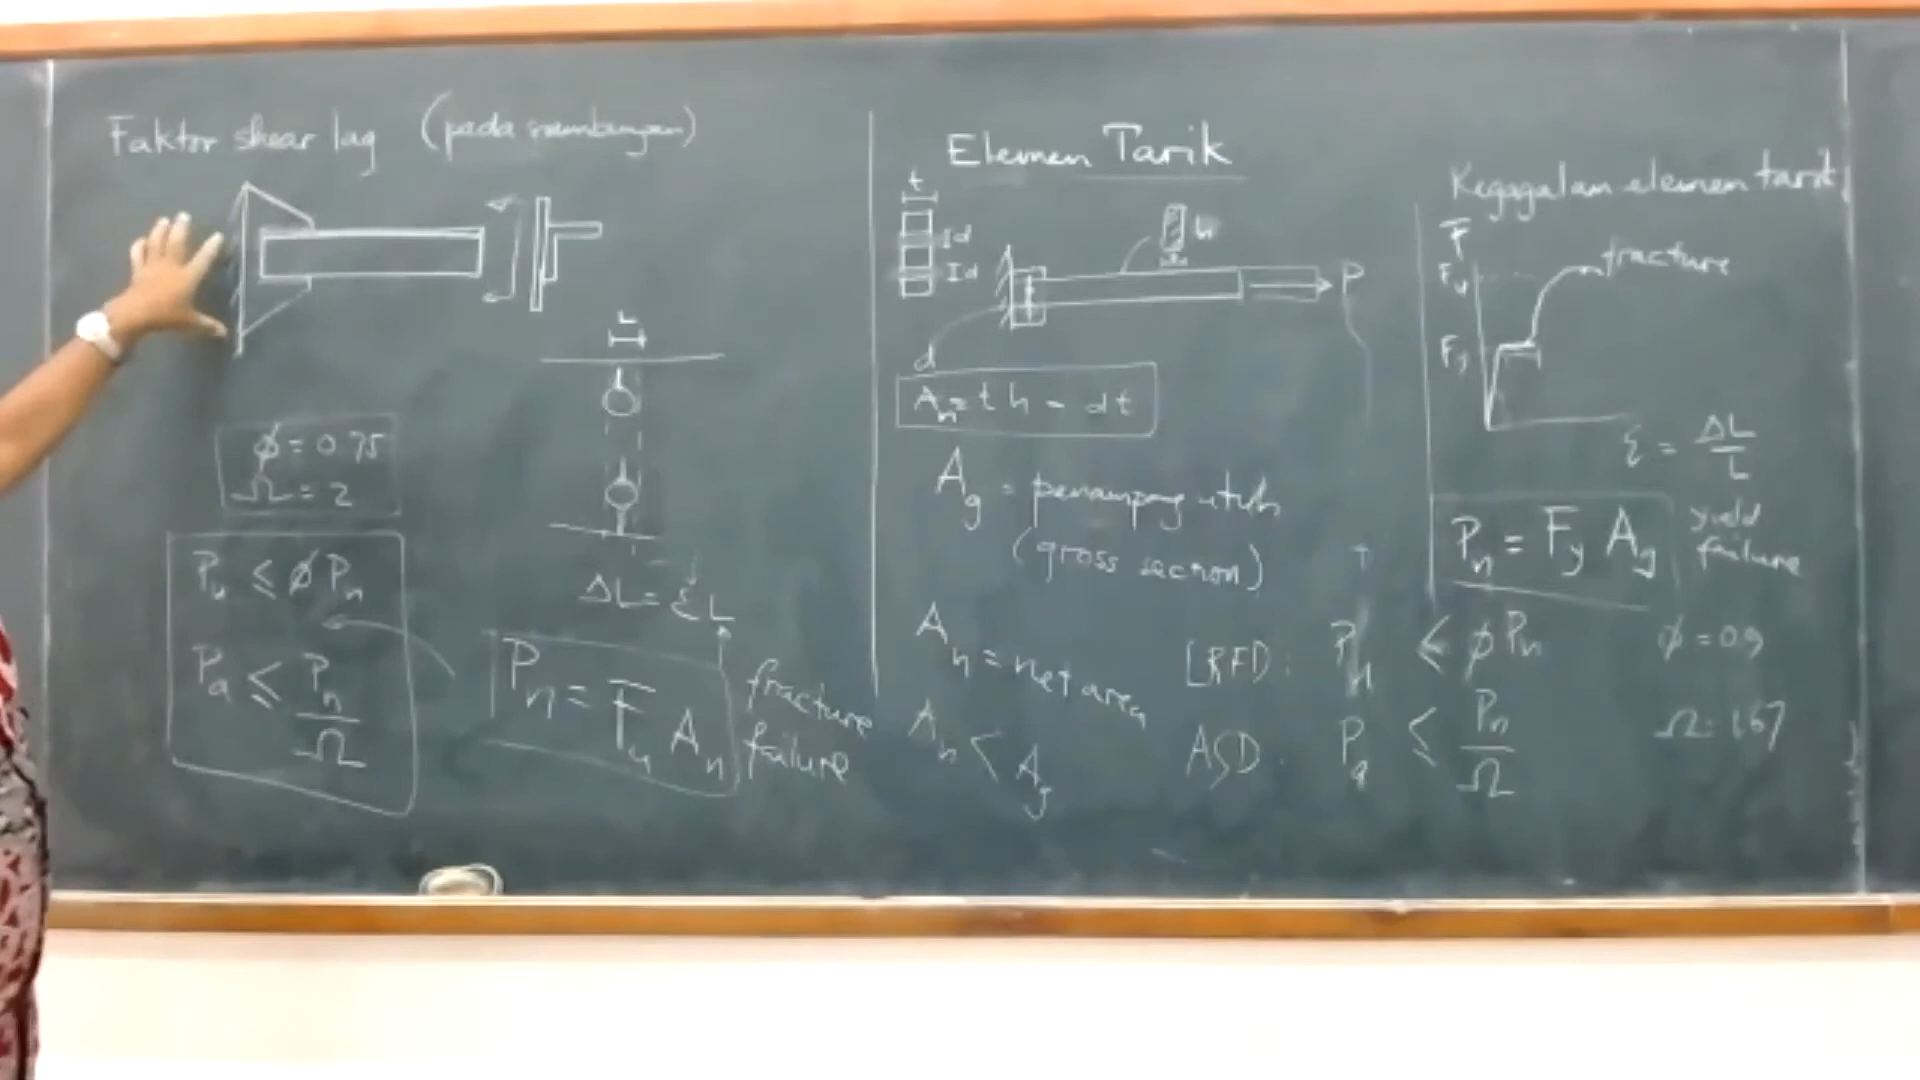 Faktor shear lag (pada sambungan)
L
ϕ = 0.75
Ω = 2
Pu ≤ ϕ Pn
Pa ≤ Pn/Ω
ΔL = ε L
Pn = Fu An
fracture
failure
Elemen Tarik
t
d
Id
h
P
d
An = t h - dt
Ag = penampang utuh
(gross section)
An = net area
An < Ag
LRFD: Pu ≤ ϕ Pn
ϕ = 0.9
ASD: Pa ≤ Pn/Ω
Ω = 1.67
Kegagalan elemen tarik
F
Fu
fracture
Fy
ε = ΔL/L
Pn = Fy Ag
yield
failure